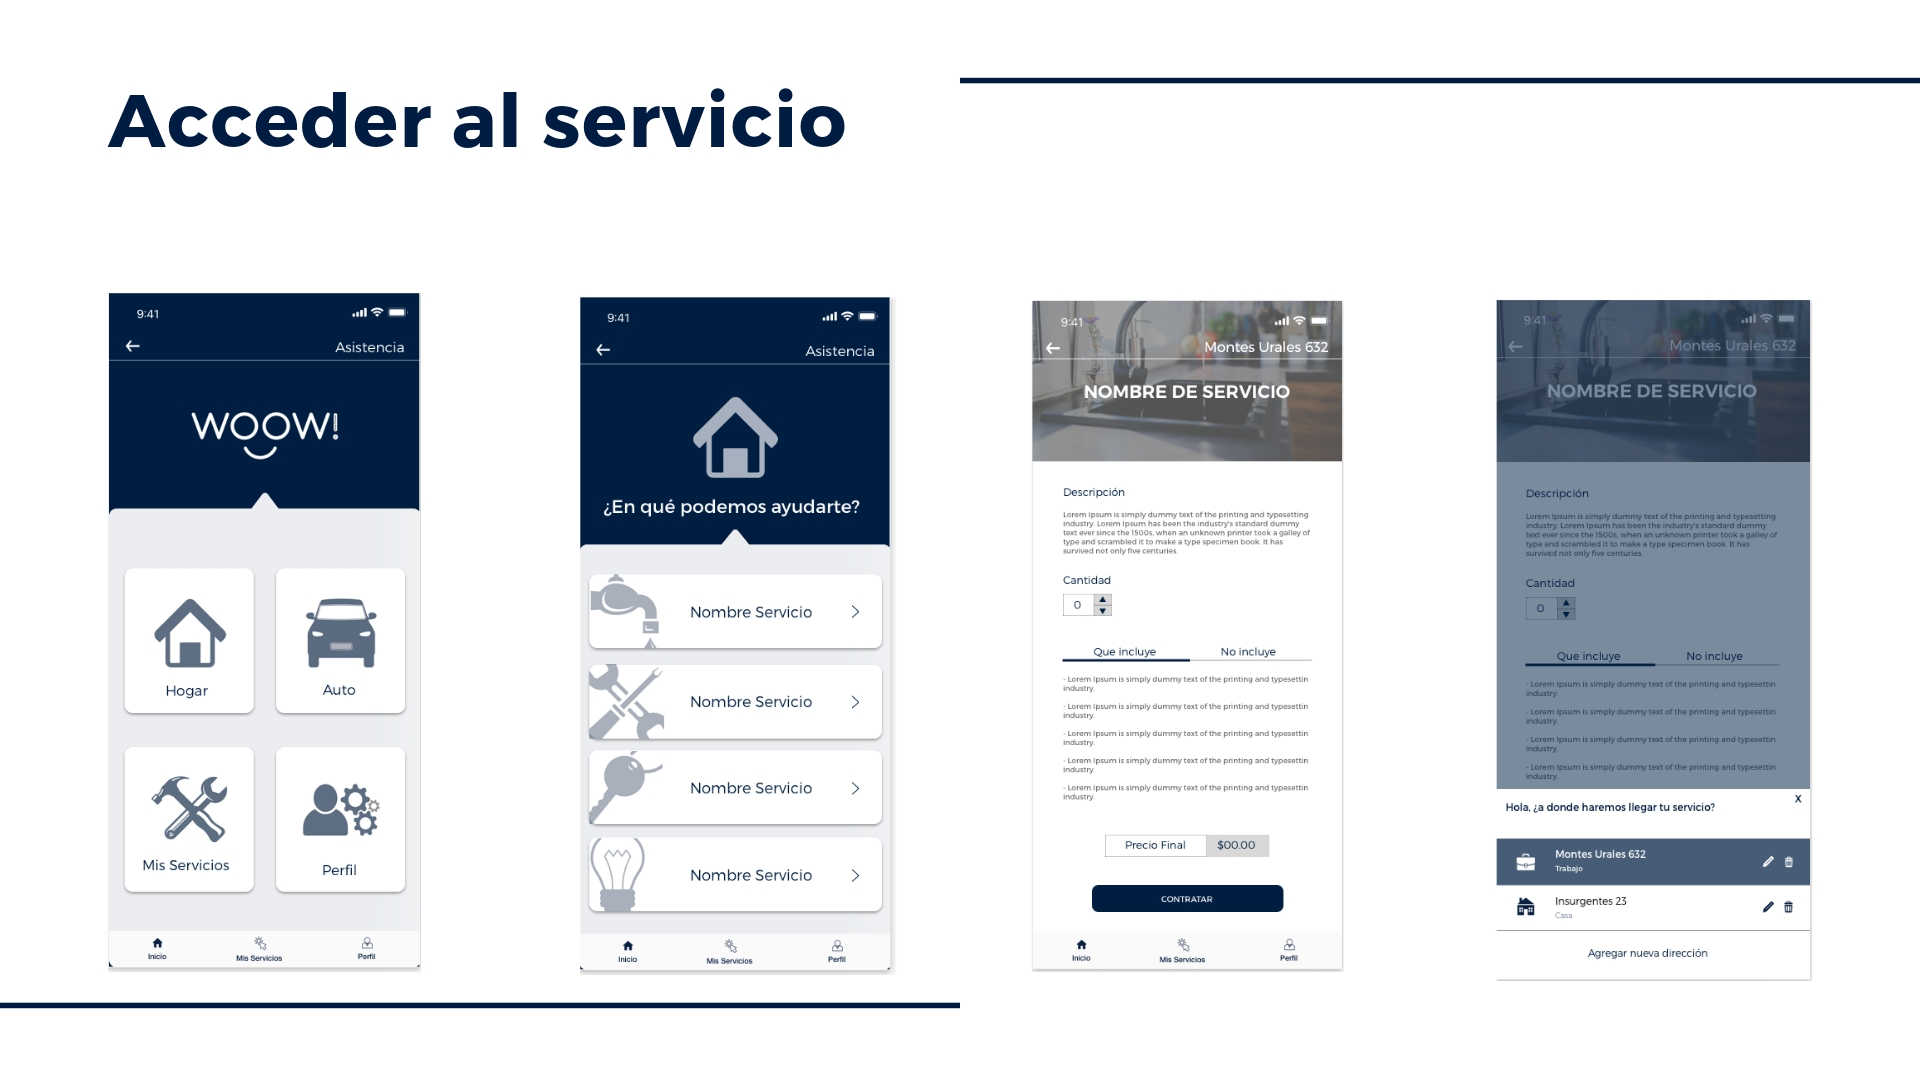 Acceder al servicio
9:41
Asistencia
WOOW!
Hogar
Auto
Mis Servicios
Perfil
Inicio
Mis Servicios
Perfil
9:41
Asistencia
¿En qué podemos ayudarte?
Nombre Servicio
Nombre Servicio
Nombre Servicio
Nombre Servicio
Inicio
Mis Servicios
Perfil
9:41
Montes Urales 632
NOMBRE DE SERVICIO
Descripción
Lorem Ipsum is simply dummy text of the printing and typesetting
industry. Lorem Ipsum has been the industry's standard dummy
text ever since the 1500s, when an unknown printer took a galley of
type and scrambled it to make a type specimen book. It has
survived not only five centuries.
Cantidad
0
Que incluye
No incluye
- Lorem Ipsum is simply dummy text of the printing and typesettin
industry.
- Lorem Ipsum is simply dummy text of the printing and typesettin
industry.
- Lorem Ipsum is simply dummy text of the printing and typesettin
industry.
- Lorem Ipsum is simply dummy text of the printing and typesettin
industry.
- Lorem Ipsum is simply dummy text of the printing and typesettin
industry.
Precio Final
$00.00
CONTRATAR
Inicio
Mis Servicios
Perfil
9:41
Montes Urales 632
NOMBRE DE SERVICIO
Descripción
Lorem Ipsum is simply dummy text of the printing and typesetting
industry. Lorem Ipsum has been the industry's standard dummy
text ever since the 1500s, when an unknown printer took a galley of
type and scrambled it to make a type specimen book. It has
survived not only five centuries.
Cantidad
0
Que incluye
No incluye
- Lorem Ipsum is simply dummy text of the printing and typesettin
industry.
- Lorem Ipsum is simply dummy text of the printing and typesettin
industry.
- Lorem Ipsum is simply dummy text of the printing and typesettin
industry.
- Lorem Ipsum is simply dummy text of the printing and typesettin
industry.
X
Hola, ¿a donde haremos llegar tu servicio?
Montes Urales 632
Trabajo
Insurgentes 23
Casa
Agregar nueva dirección